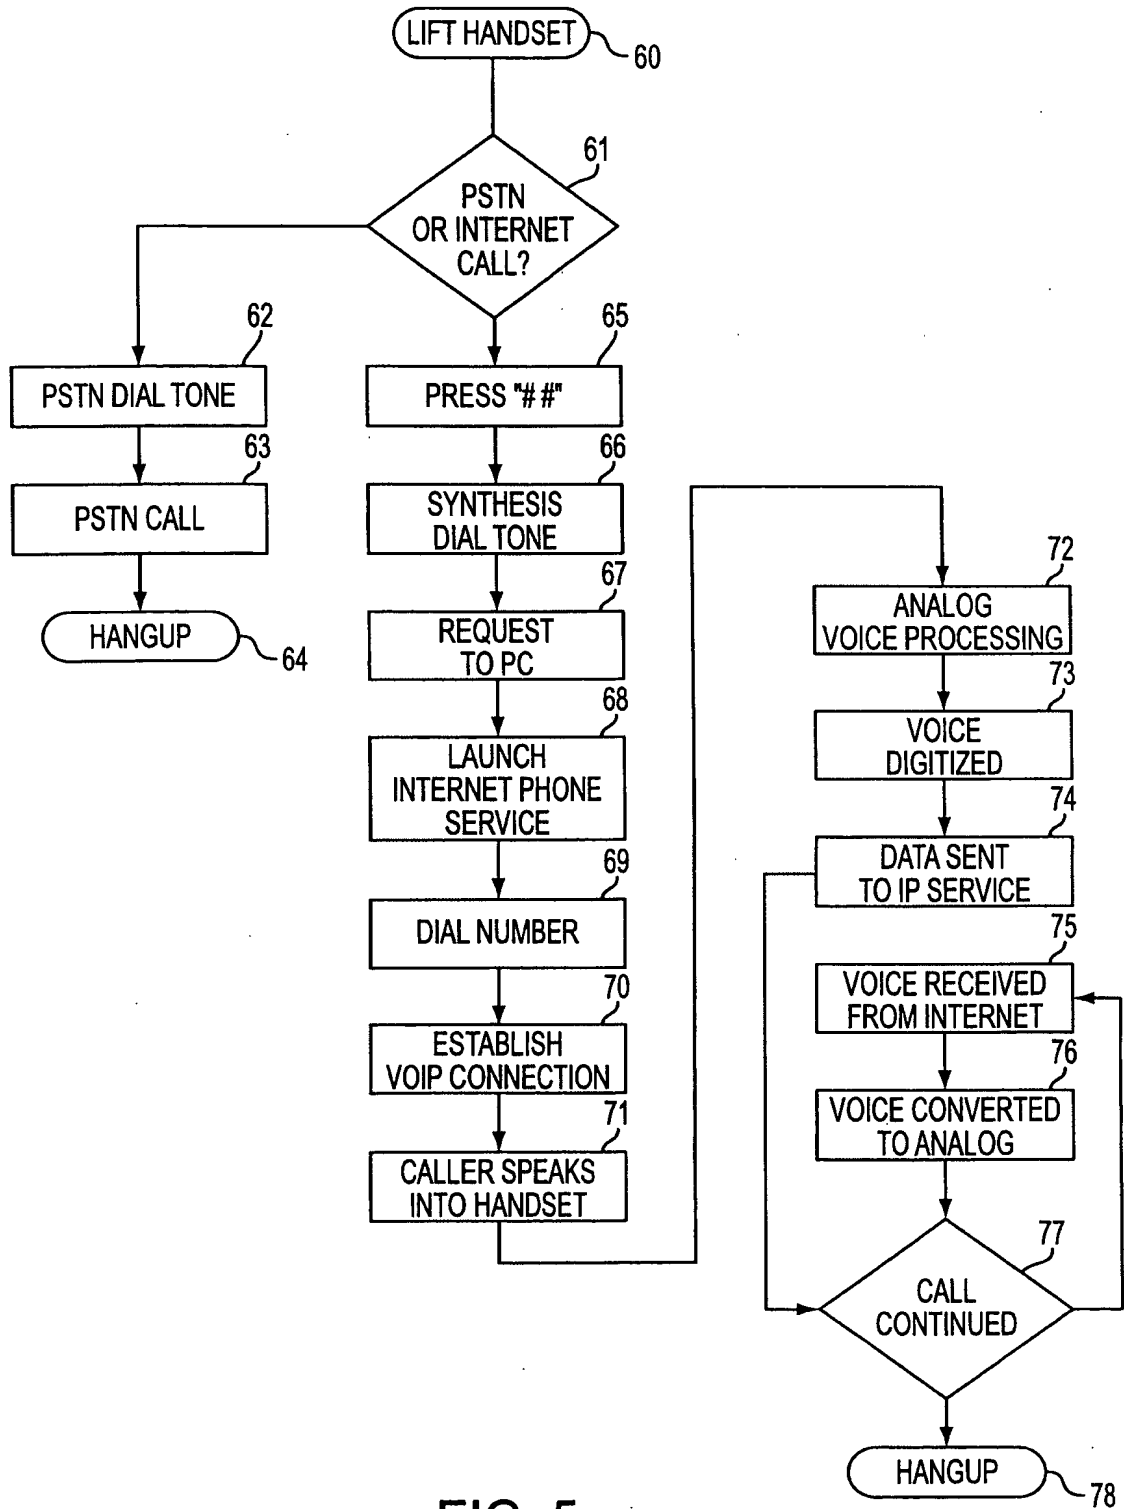 LIFT HANDSET
60
61
PSTN
OR INTERNET
CALL?
62
PSTN DIAL TONE
63
PSTN CALL
HANGUP
64
65
PRESS "# #"
66
SYNTHESIS
DIAL TONE
67
REQUEST
TO PC
68
LAUNCH
INTERNET PHONE
SERVICE
69
DIAL NUMBER
70
ESTABLISH
VOIP CONNECTION
71
CALLER SPEAKS
INTO HANDSET
72
ANALOG
VOICE PROCESSING
73
VOICE
DIGITIZED
74
DATA SENT
TO IP SERVICE
75
VOICE RECEIVED
FROM INTERNET
76
VOICE CONVERTED
TO ANALOG
77
CALL
CONTINUED
HANGUP
78
FIG. 5